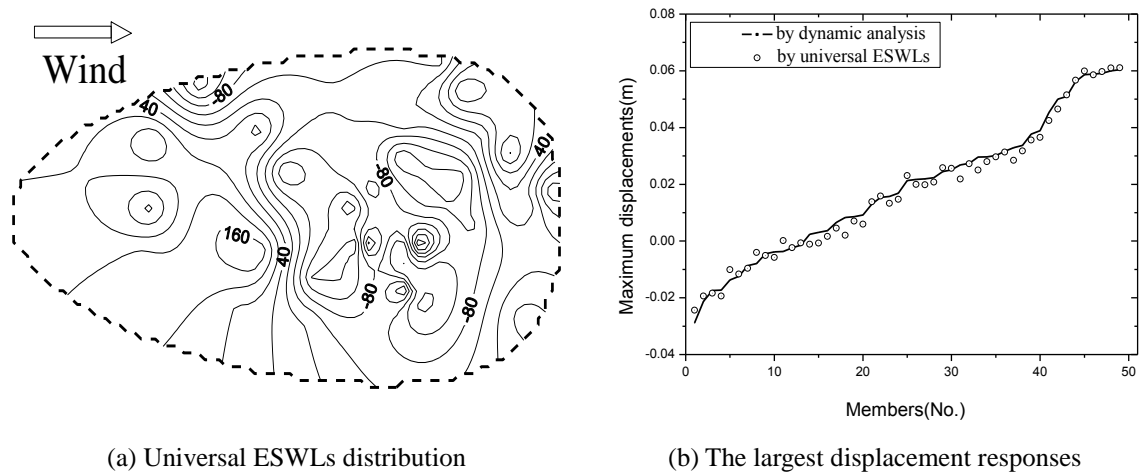 Wind
-80
40
-80
40
160
40
-80
-80
-80
(a) Universal ESWLs distribution
0.08
0.06
0.04
0.02
0.00
-0.02
-0.04
Maximum displacements(m)
by dynamic analysis
by universal ESWLs
0 10 20 30 40 50
Members(No.)
(b) The largest displacement responses